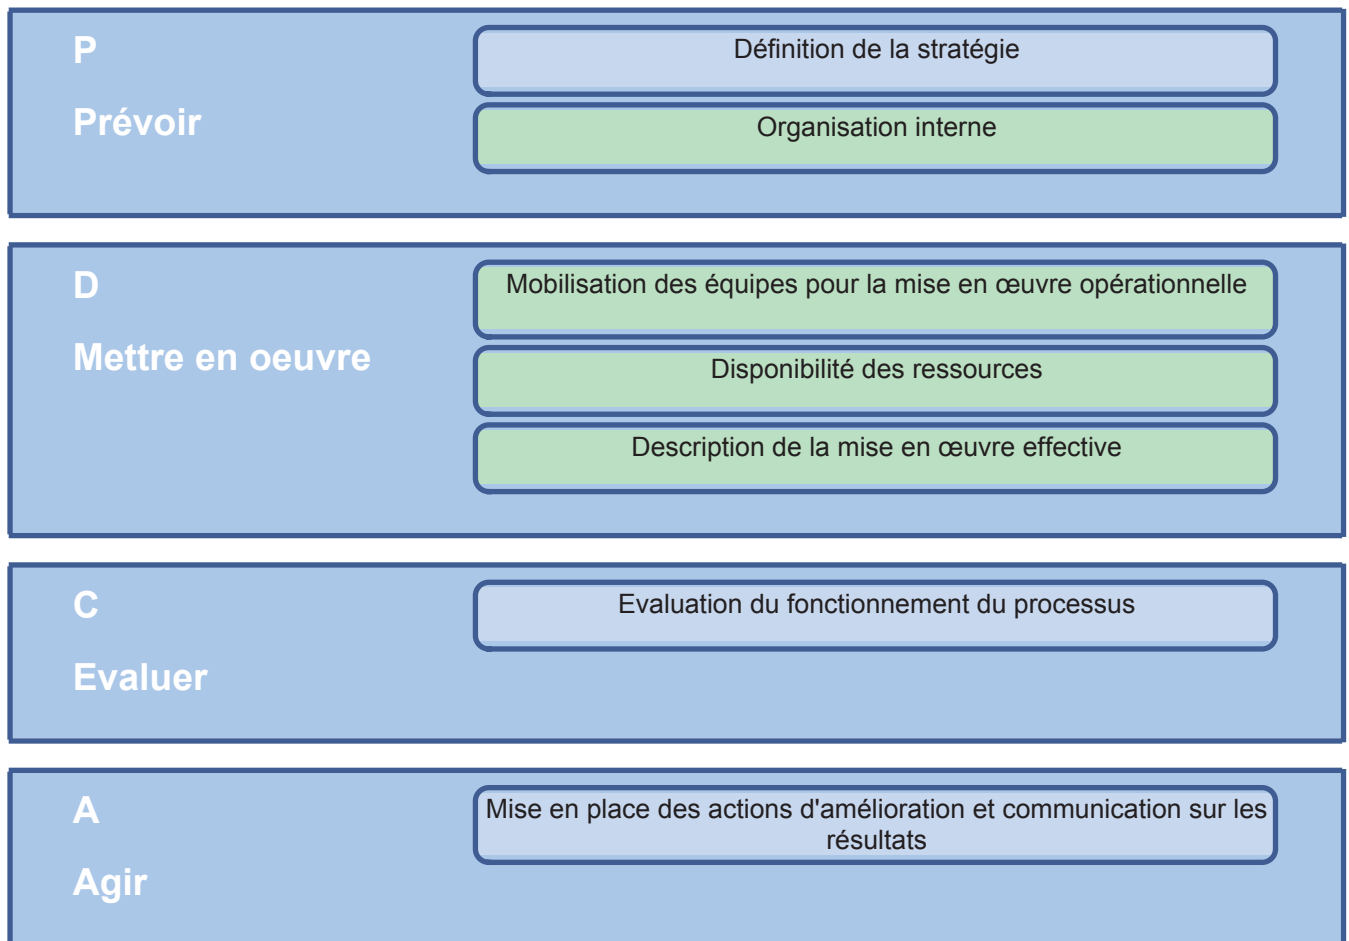 P
Prévoir
Définition de la stratégie
Organisation interne
D
Mettre en oeuvre
Mobilisation des équipes pour la mise en œuvre opérationnelle
Disponibilité des ressources
Description de la mise en œuvre effective
C
Evaluer
Evaluation du fonctionnement du processus
A
Agir
Mise en place des actions d'amélioration et communication sur les
résultats